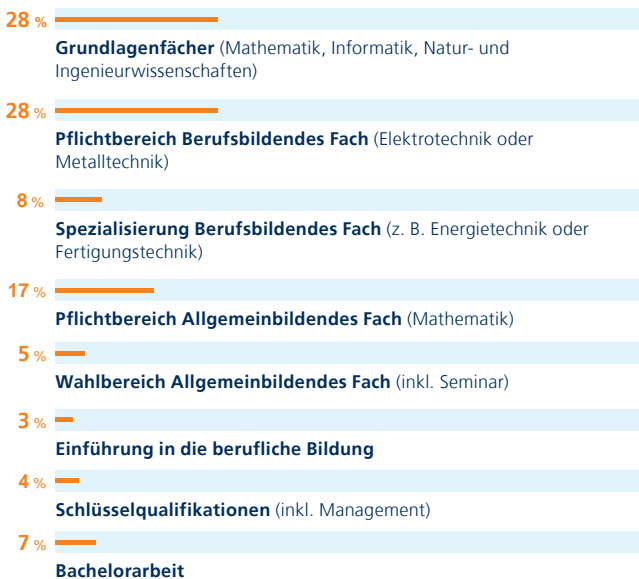 28 %
Grundlagenfächer (Mathematik, Informatik, Natur- und
Ingenieurwissenschaften)
28 %
Pflichtbereich Berufsbildendes Fach (Elektrotechnik oder
Metalltechnik)
8 %
Spezialisierung Berufsbildendes Fach (z. B. Energietechnik oder
Fertigungstechnik)
17 %
Pflichtbereich Allgemeinbildendes Fach (Mathematik)
5 %
Wahlbereich Allgemeinbildendes Fach (inkl. Seminar)
3 %
Einführung in die berufliche Bildung
4 %
Schlüsselqualifikationen (inkl. Management)
7 %
Bachelorarbeit